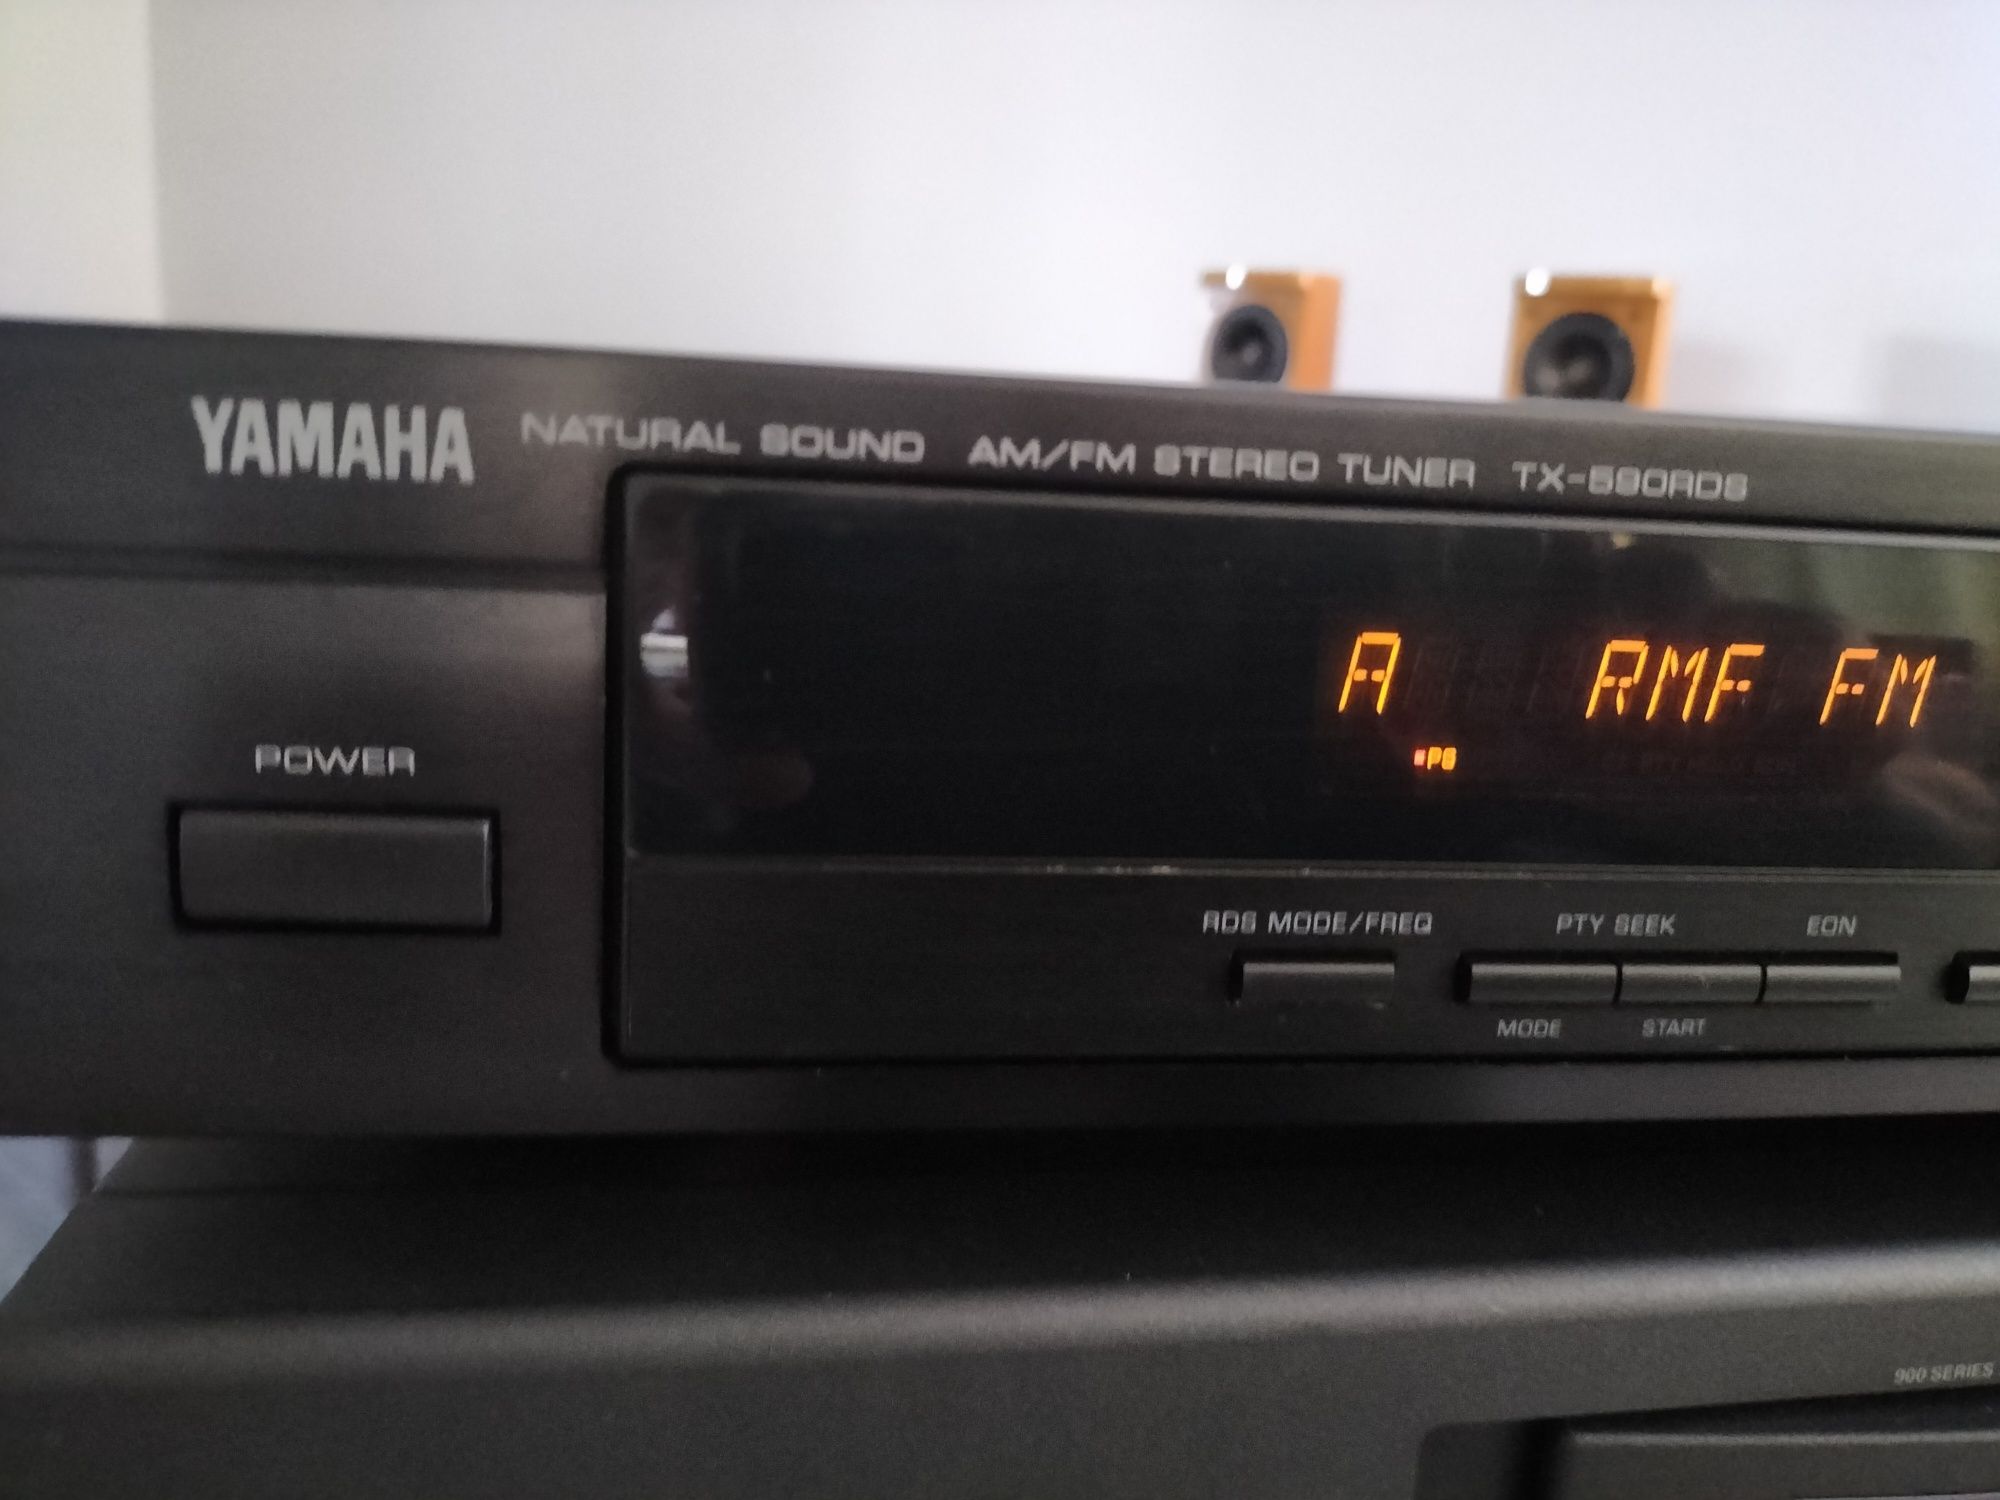 YAMAHA NATURAL SOUND AM/FM STEREO TUNER TX-590RDS
A RMF FM
PS
POWER
RDS MODE/FREQ PTY SEEK EON
MODE START
900 SERIES